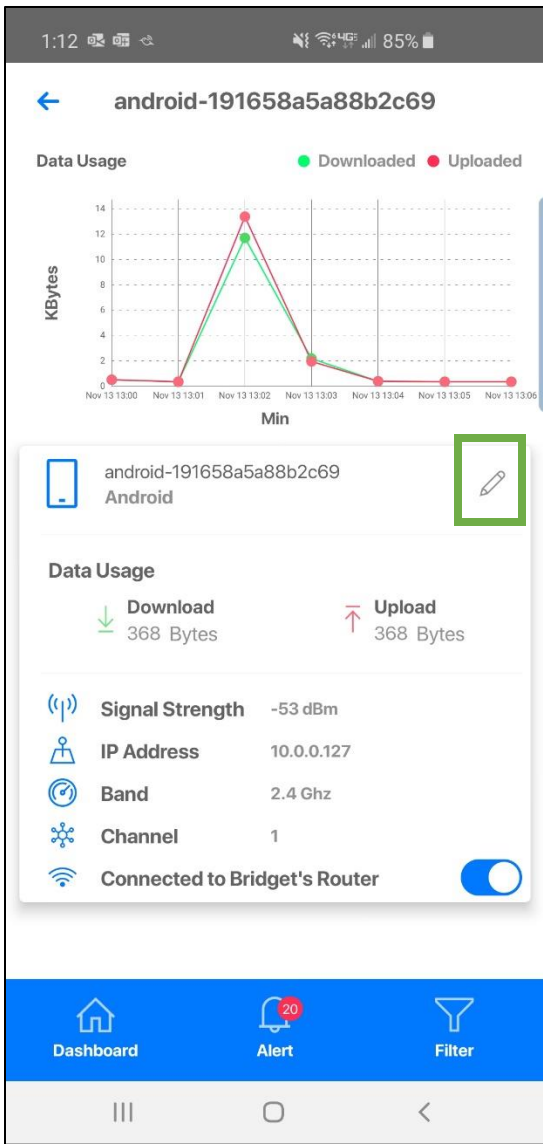 1:12 85%
android-191658a5a88b2c69
Data Usage Downloaded Uploaded
14
12
10
8
6
4
2
0
KBytes
Nov 13 13:00 Nov 13 13:01 Nov 13 13:02 Nov 13 13:03 Nov 13 13:04 Nov 13 13:05 Nov 13 13:06
Min
android-191658a5a88b2c69
Android
Data Usage
Download Upload
368 Bytes 368 Bytes
Signal Strength -53 dBm
IP Address 10.0.0.127
Band 2.4 Ghz
Channel 1
Connected to Bridget's Router
20
Dashboard Alert Filter